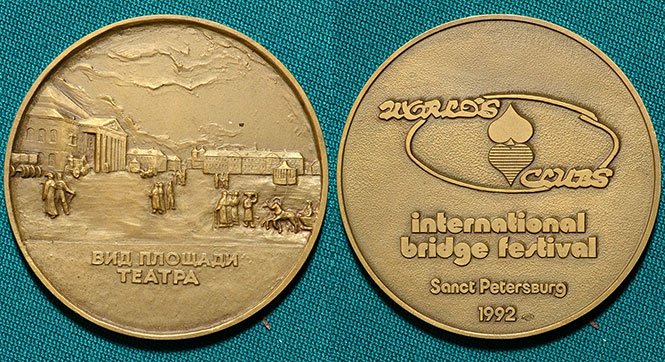 ВИД ПЛОЩАДИ
ТЕАТРА
WORLD'S
CLUBS
international
bridge festival
Sanct Petersburg
1992